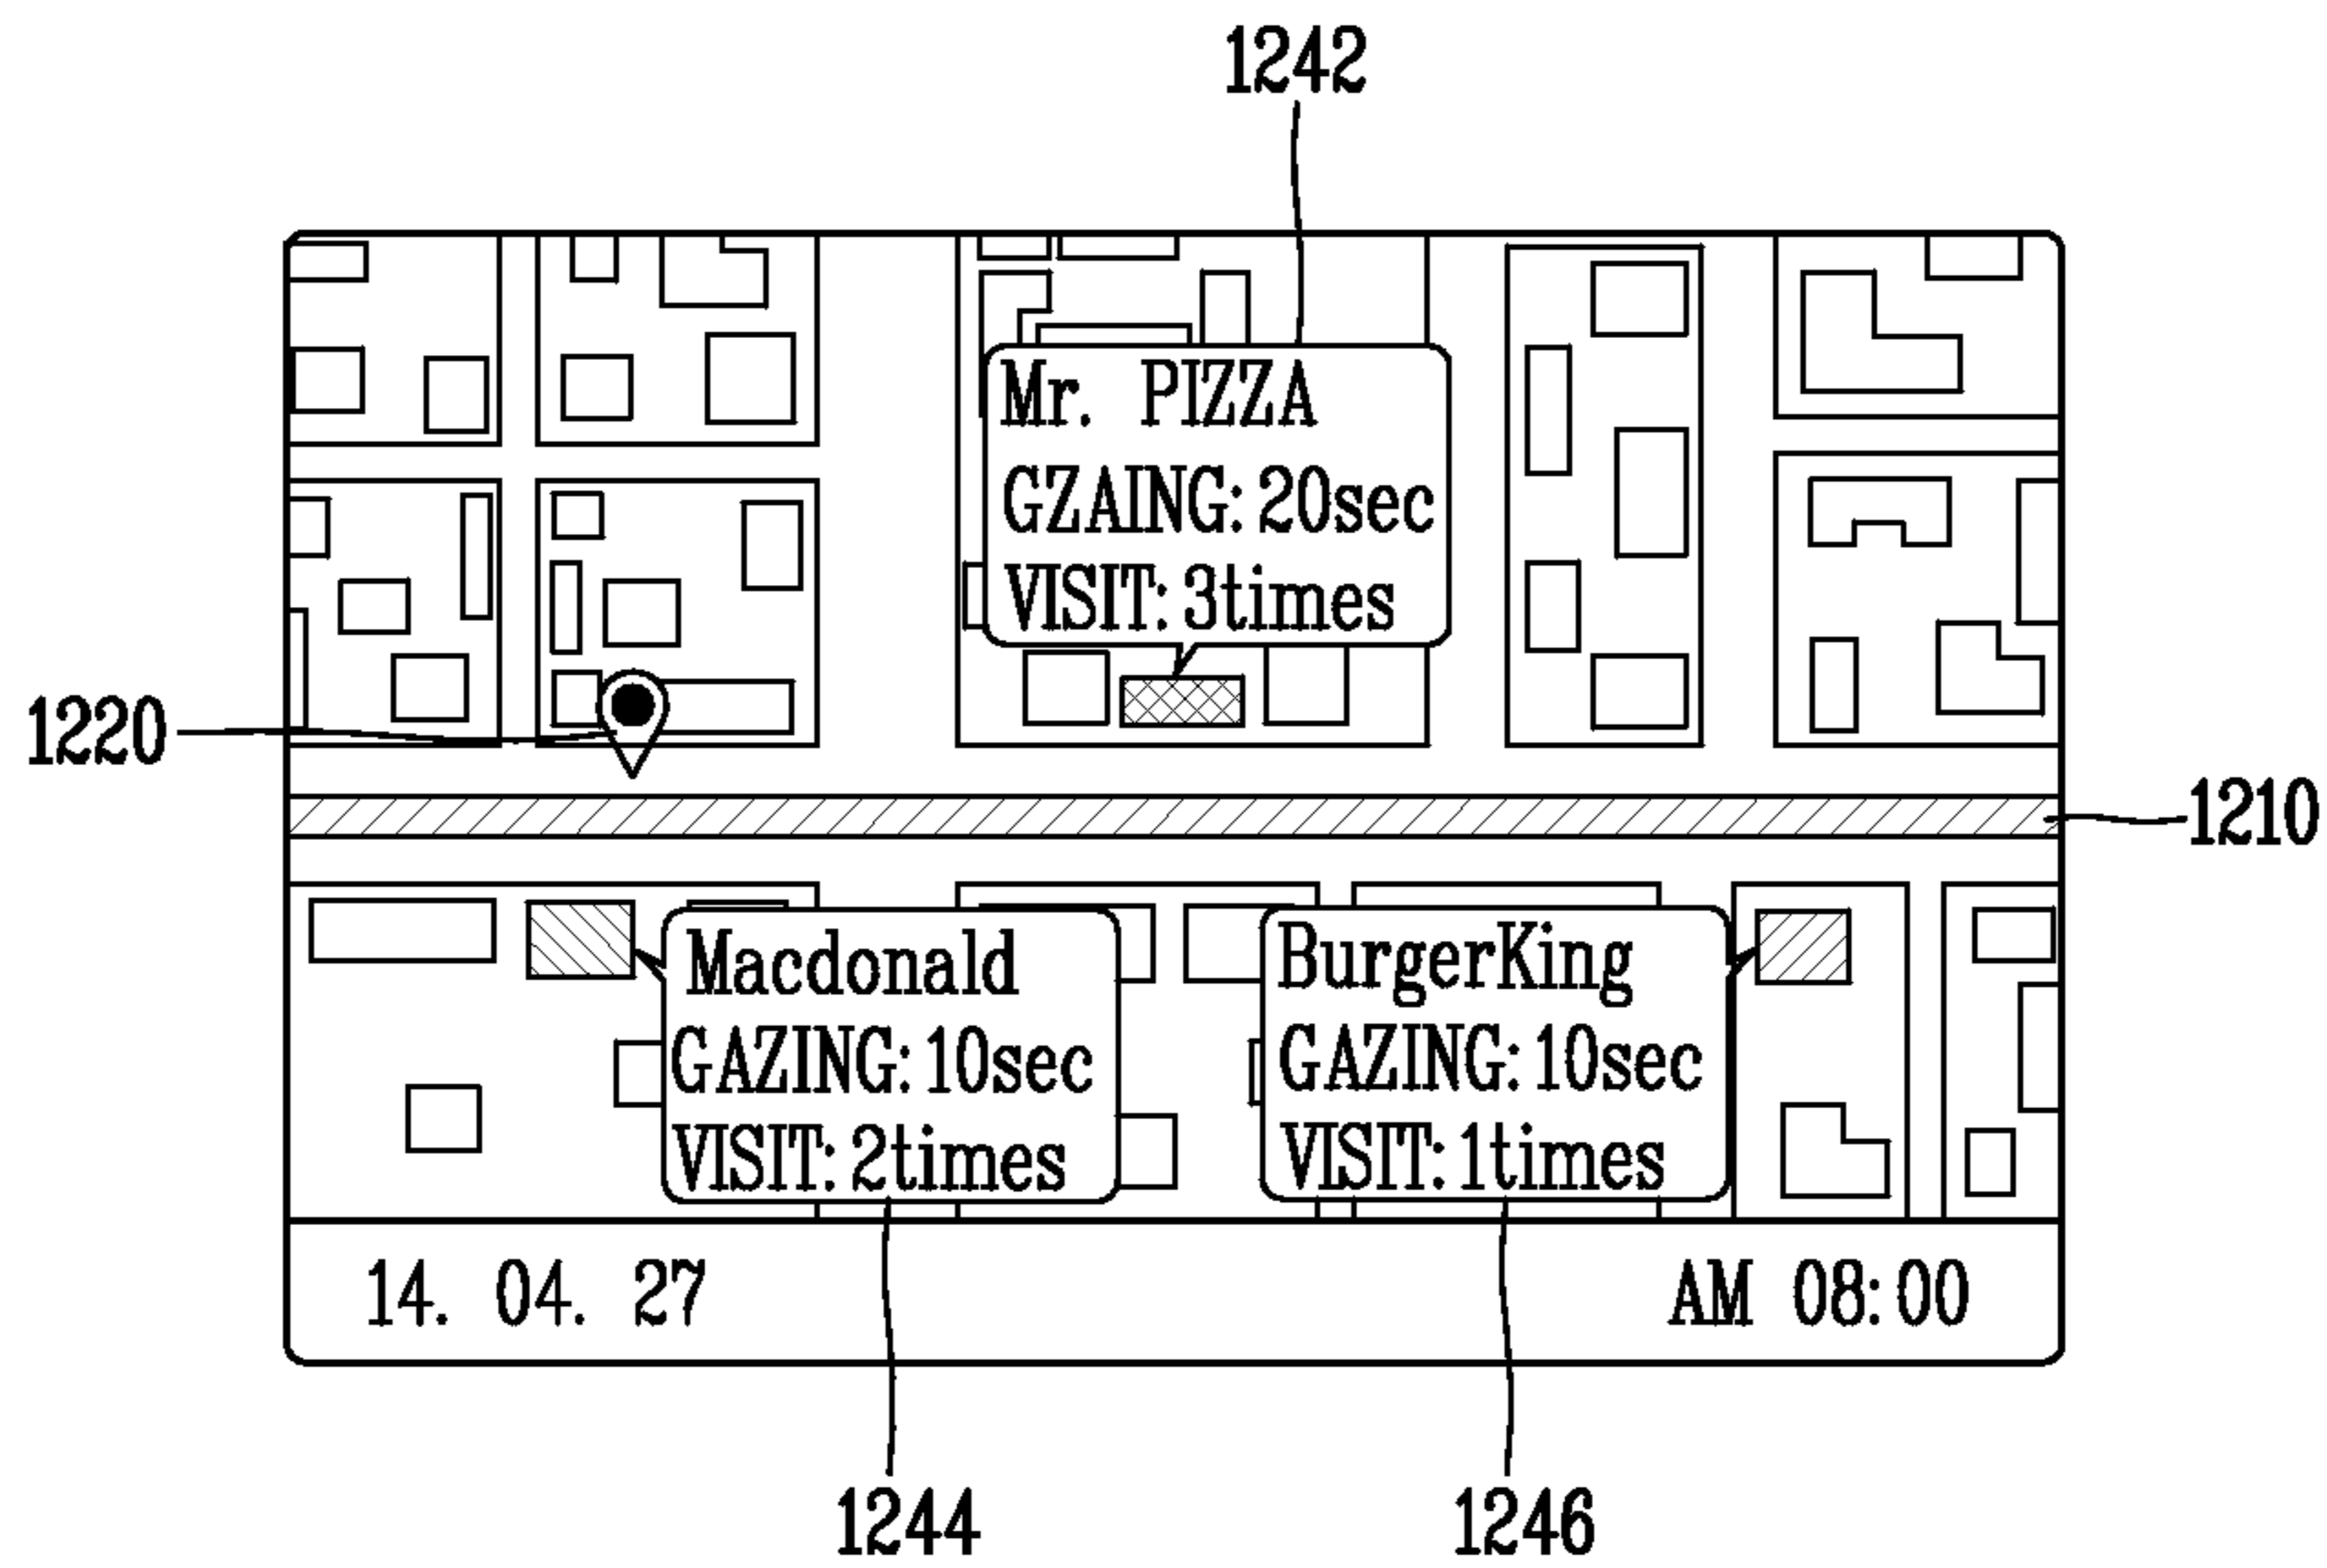 1242
Mr. PIZZA
GZAING: 20sec
VISIT: 3times
1220
1210
Macdonald
GAZING: 10sec
VISIT: 2times
BurgerKing
GAZING: 10sec
VISIT: 1times
14. 04. 27
AM 08:00
1244
1246